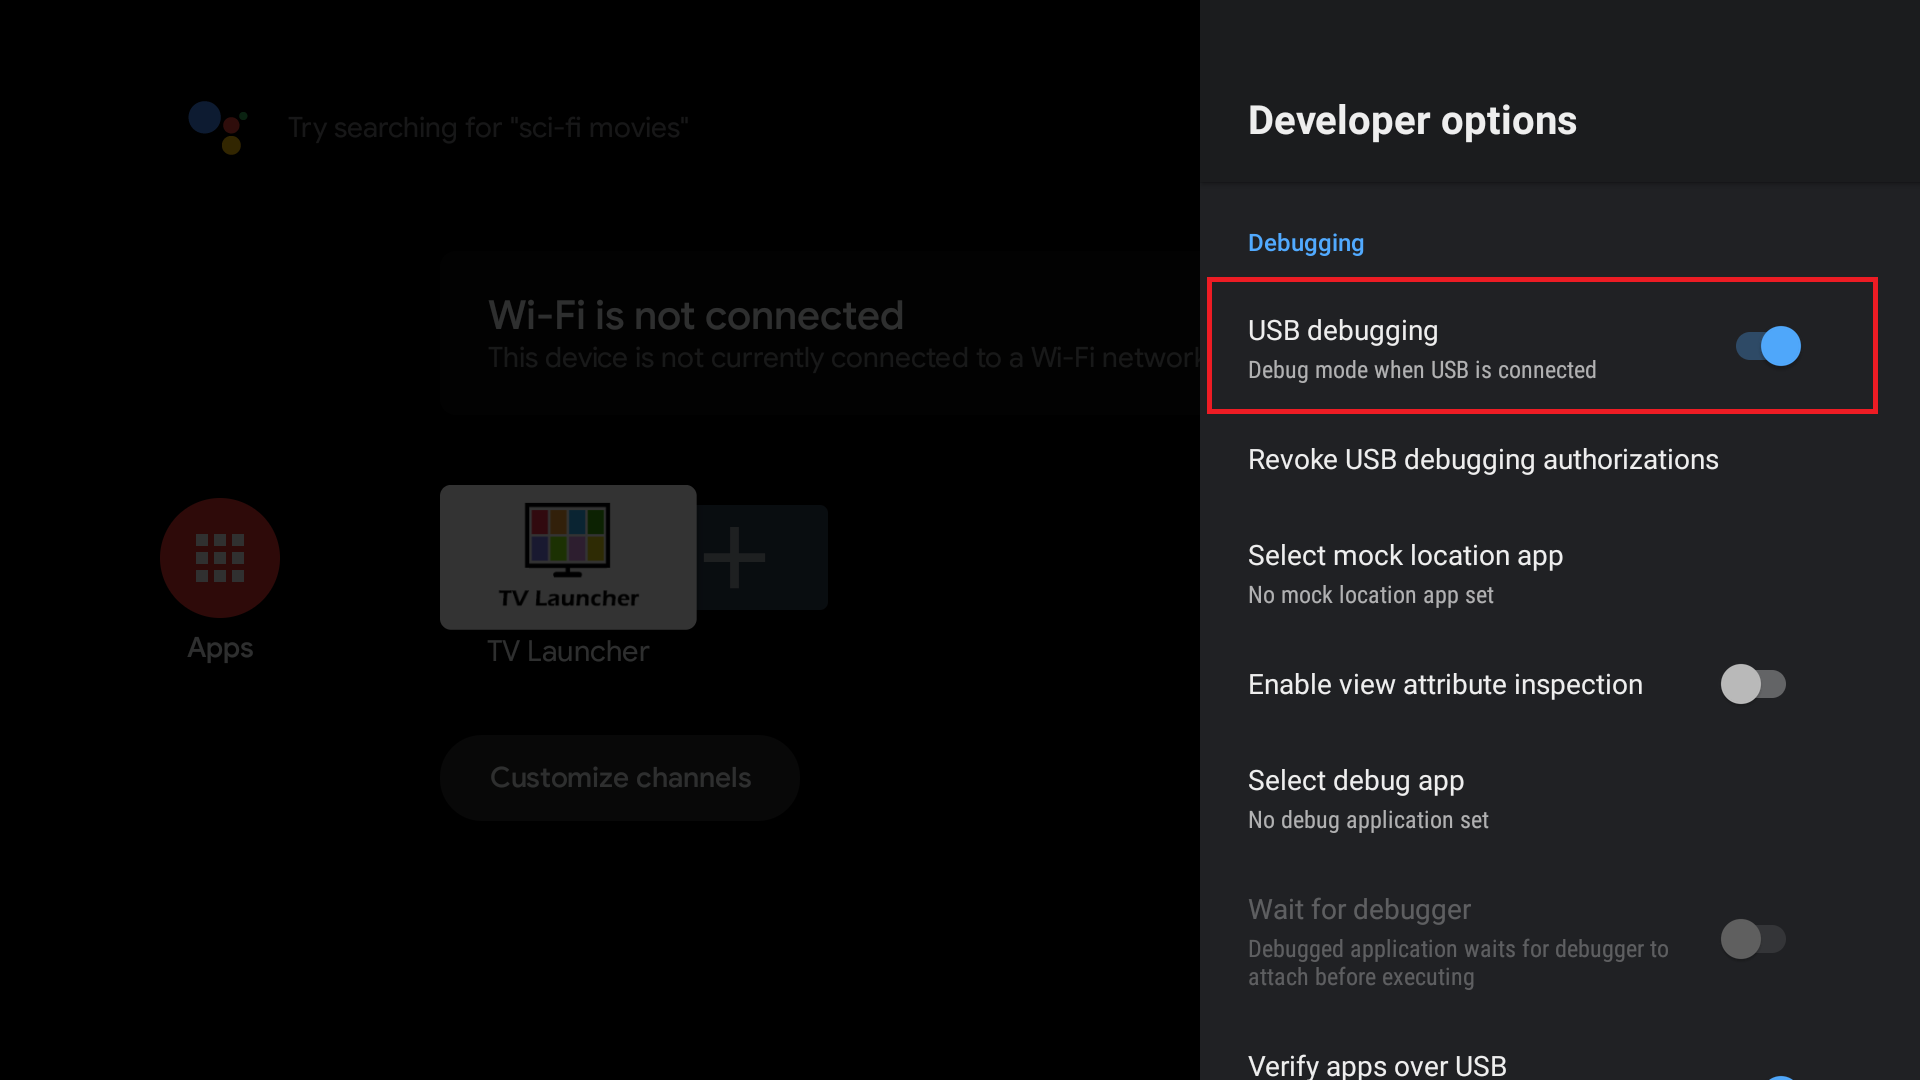 Try searching for "sci-fi movies"
Wi-Fi is not connected
This device is not currently connected to a Wi-Fi network
TV Launcher
Apps
TV Launcher
Customize channels
Developer options
Debugging
USB debugging
Debug mode when USB is connected
Revoke USB debugging authorizations
Select mock location app
No mock location app set
Enable view attribute inspection
Select debug app
No debug application set
Wait for debugger
Debugged application waits for debugger to
attach before executing
Verify apps over USB